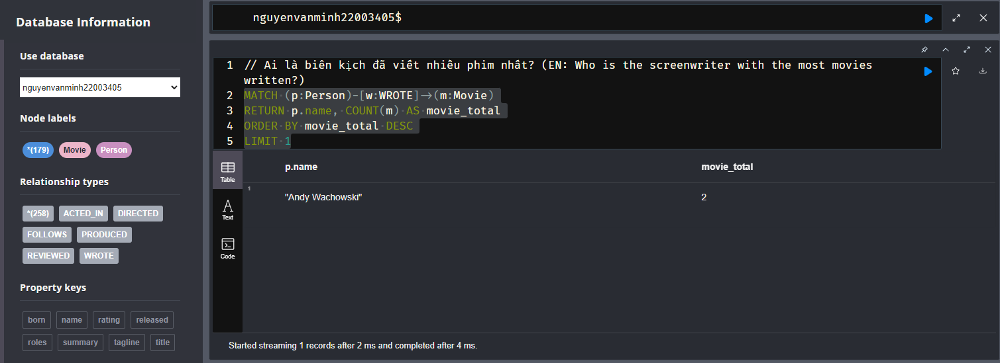 Database Information
Use database
nguyenvanminh22003405
Node labels
*(179) Movie Person
Relationship types
*(258) ACTED_IN DIRECTED
FOLLOWS PRODUCED
REVIEWED WROTE
Property keys
born name rating released
roles summary tagline title
nguyenvanminh22003405$
1 // Ai là biên kịch đã viết nhiều phim nhất? (EN: Who is the screenwriter with the most movies
written?)
2 MATCH (p:Person)-[w:WROTE]->(m:Movie)
3 RETURN p.name, COUNT(m) AS movie_total
4 ORDER BY movie_total DESC
5 LIMIT 1
Table
Text
Code
p.name movie_total
1 "Andy Wachowski" 2
Started streaming 1 records after 2 ms and completed after 4 ms.